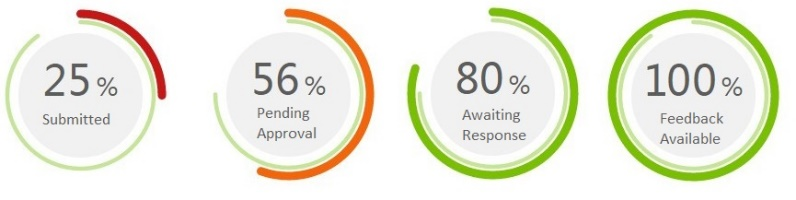 25 %
Submitted
56 %
Pending
Approval
80 %
Awaiting
Response
100 %
Feedback
Available